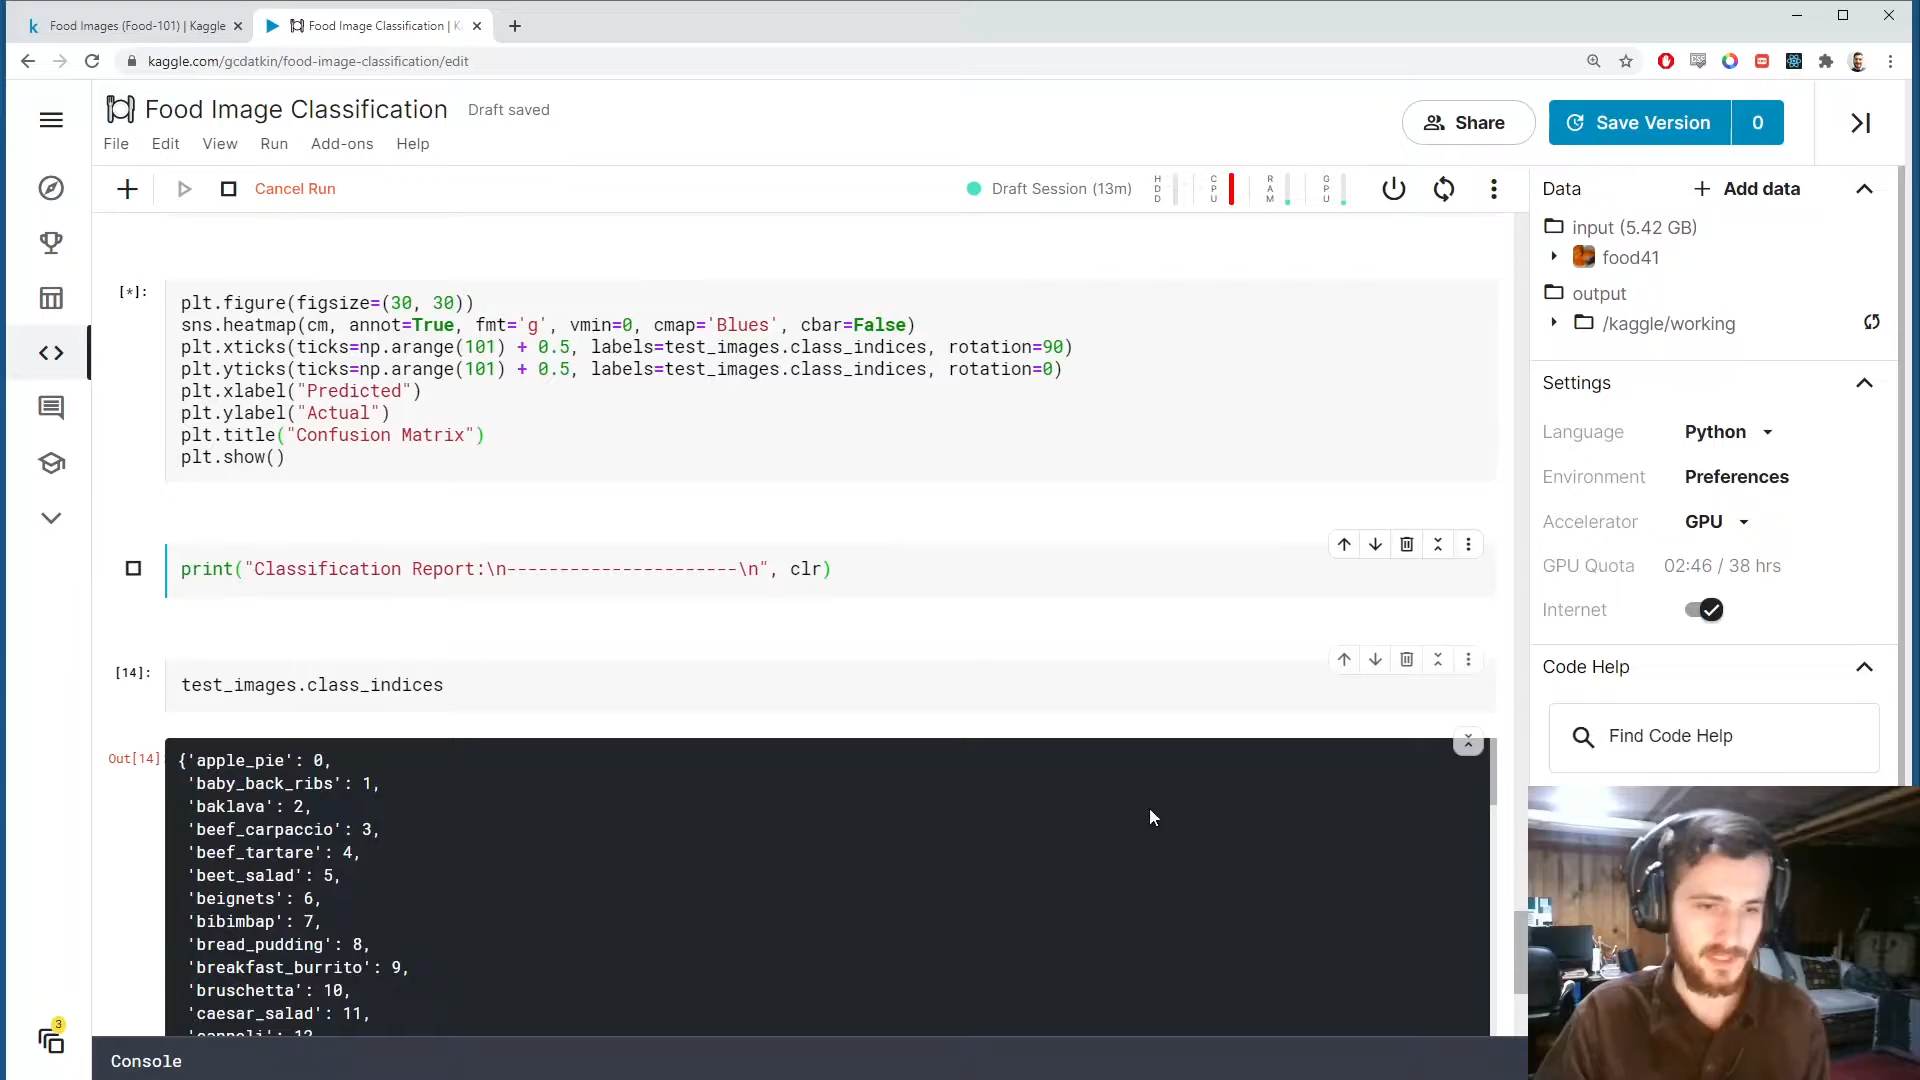 Food Images (Food-101) | Kaggle
Food Image Classification | K
kaggle.com/gcdatkin/food-image-classification/edit
Food Image Classification
Draft saved
Share
Save Version
0
File
Edit
View
Run
Add-ons
Help
Cancel Run
Draft Session (13m)
HDD
CPU
RAM
GPU
Data
Add data
input (5.42 GB)
food41
output
/kaggle/working
Settings
Language
Python
Environment
Preferences
Accelerator
GPU
GPU Quota
02:46 / 38 hrs
Internet
Code Help
Find Code Help
[*]:
plt.figure(figsize=(30, 30))
sns.heatmap(cm, annot=True, fmt='g', vmin=0, cmap='Blues', cbar=False)
plt.xticks(ticks=np.arange(101) + 0.5, labels=test_images.class_indices, rotation=90)
plt.yticks(ticks=np.arange(101) + 0.5, labels=test_images.class_indices, rotation=0)
plt.xlabel("Predicted")
plt.ylabel("Actual")
plt.title("Confusion Matrix")
plt.show()
print("Classification Report:\n----------------------\n", clr)
[14]:
test_images.class_indices
Out[14]:
{'apple_pie': 0,
'baby_back_ribs': 1,
'baklava': 2,
'beef_carpaccio': 3,
'beef_tartare': 4,
'beet_salad': 5,
'beignets': 6,
'bibimbap': 7,
'bread_pudding': 8,
'breakfast_burrito': 9,
'bruschetta': 10,
'caesar_salad': 11,
'cannoli': 12,
3
Console